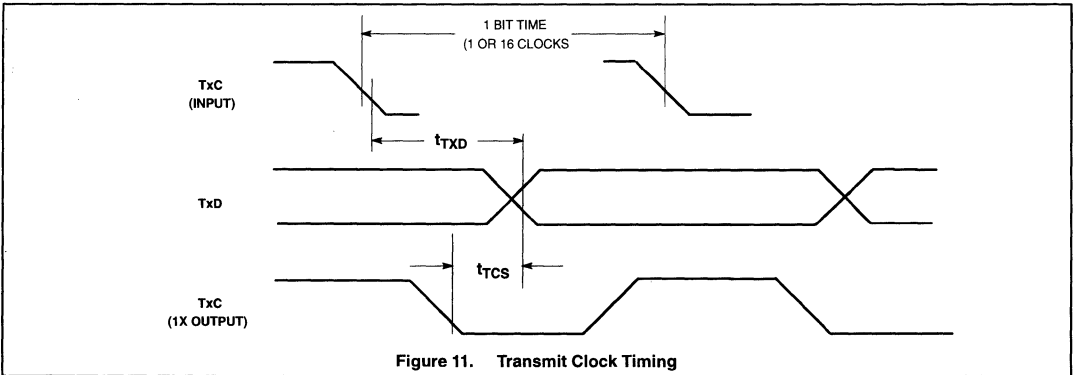 1 BIT TIME
(1 OR 16 CLOCKS
TxC
(INPUT)
tTXD
TxD
tTCS
TxC
(1X OUTPUT)
Figure 11. Transmit Clock Timing